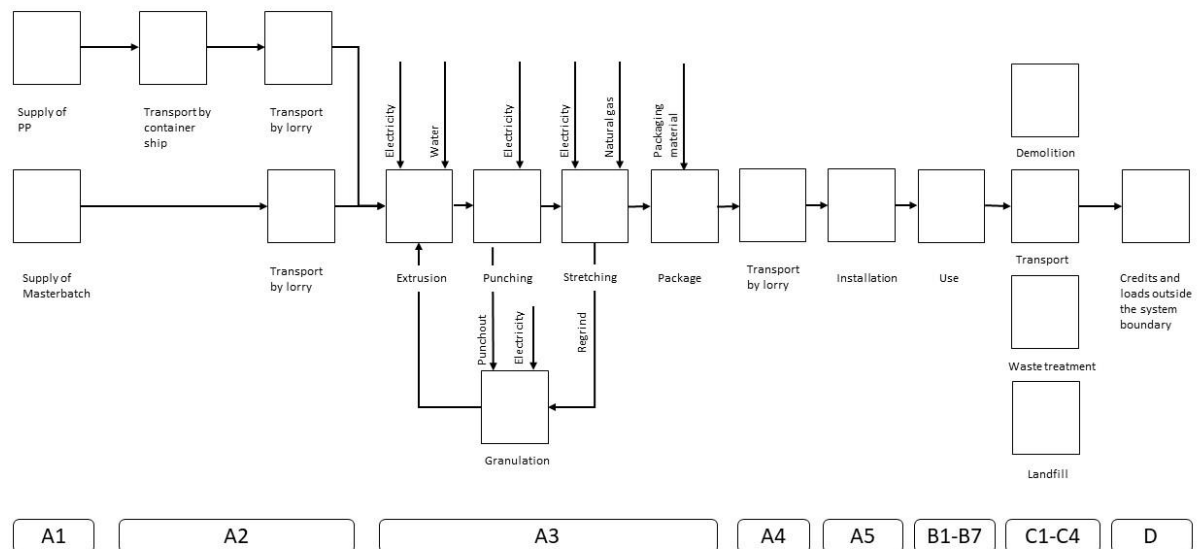 Supply of
PP
Transport by
container
ship
Transport
by lorry
Electricity
Water
Electricity
Electricity
Natural gas
Packaging
material
Demolition
Supply of
Masterbatch
Transport
by lorry
Extrusion
Punching
Stretching
Package
Transport
by lorry
Installation
Use
Transport
Credits and
loads outside
the system
boundary
Punchout
Electricity
Regrind
Waste treatment
Granulation
Landfill
A1
A2
A3
A4
A5
B1-B7
C1-C4
D